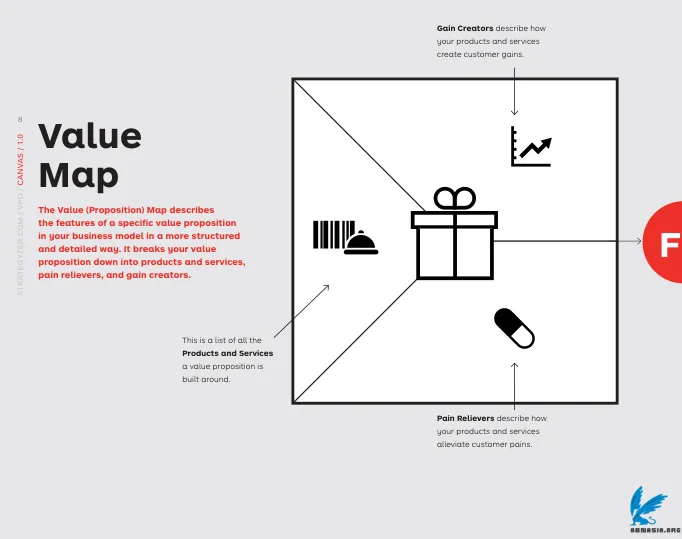 Gain Creators describe how
your products and services
create customer gains.
8
STRATEGYZER.COM / VPD / CANVAS / 1.0
Value
Map
The Value (Proposition) Map describes
the features of a specific value proposition
in your business model in a more structured
and detailed way. It breaks your value
proposition down into products and services,
pain relievers, and gain creators.
F
This is a list of all the
Products and Services
a value proposition is
built around.
Pain Relievers describe how
your products and services
alleviate customer pains.